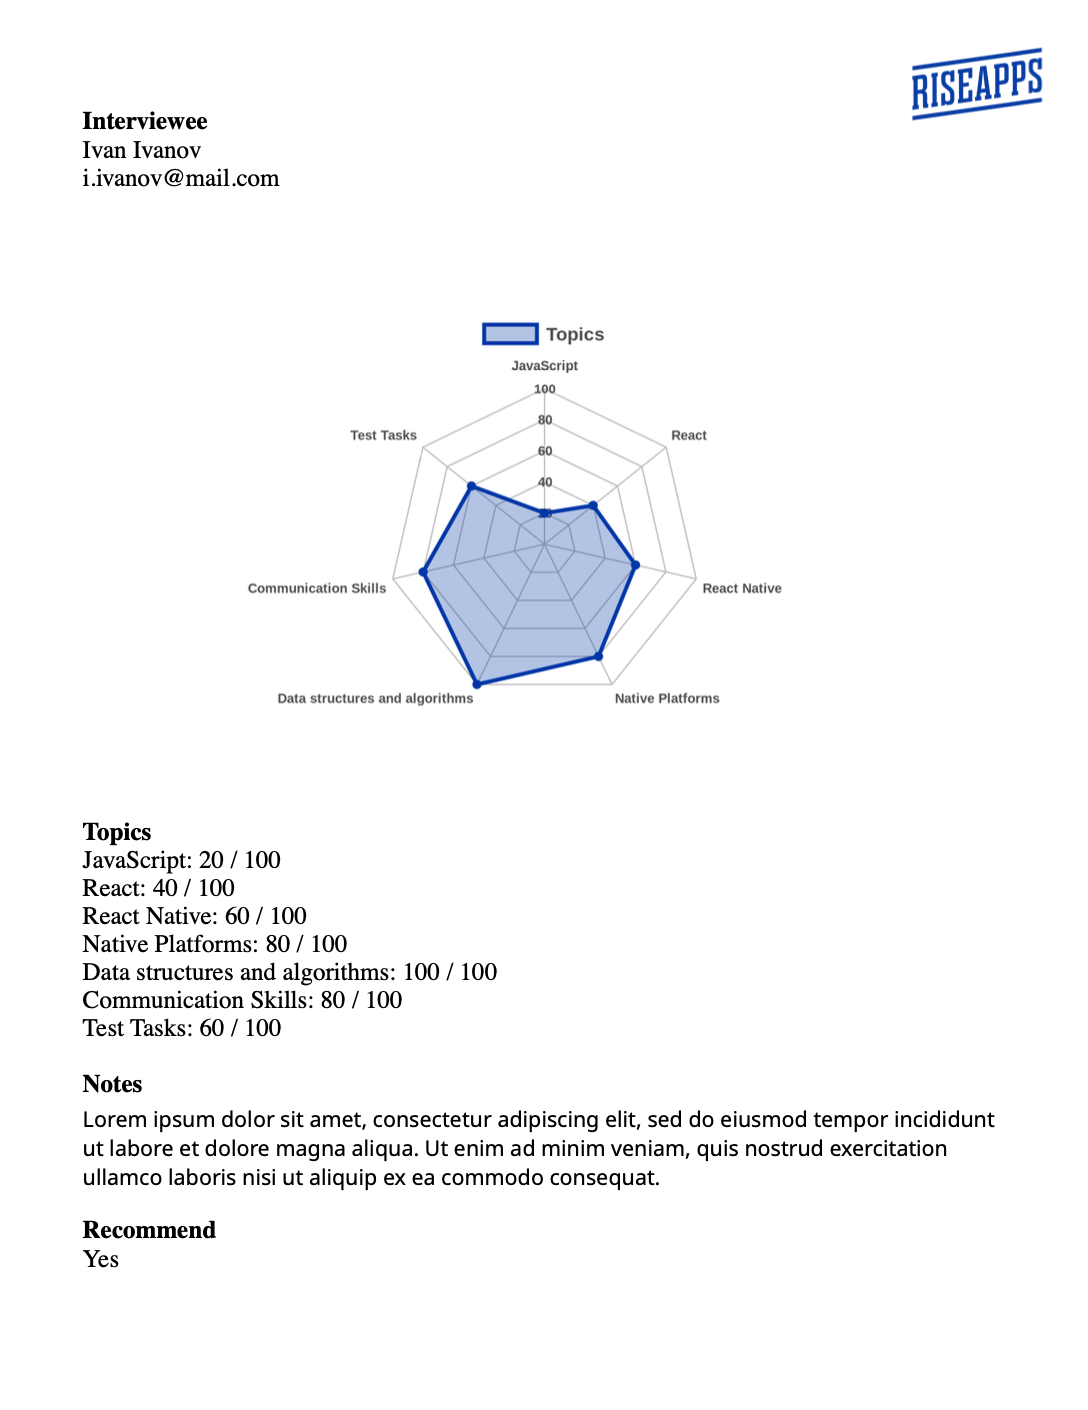 RISEAPPS
Interviewee
Ivan Ivanov
i.ivanov@mail.com
Topics
JavaScript
100
80
60
40
20
Test Tasks
React
Communication Skills
React Native
Data structures and algorithms
Native Platforms
Topics
JavaScript: 20 / 100
React: 40 / 100
React Native: 60 / 100
Native Platforms: 80 / 100
Data structures and algorithms: 100 / 100
Communication Skills: 80 / 100
Test Tasks: 60 / 100
Notes
Lorem ipsum dolor sit amet, consectetur adipiscing elit, sed do eiusmod tempor incididunt
ut labore et dolore magna aliqua. Ut enim ad minim veniam, quis nostrud exercitation
ullamco laboris nisi ut aliquip ex ea commodo consequat.
Recommend
Yes